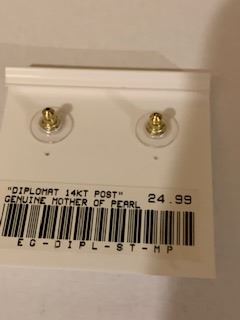 "DIPLOMAT 14KT POST" 24.99
GENUINE MOTHER OF PEARL
EG-DIPL-ST-MP